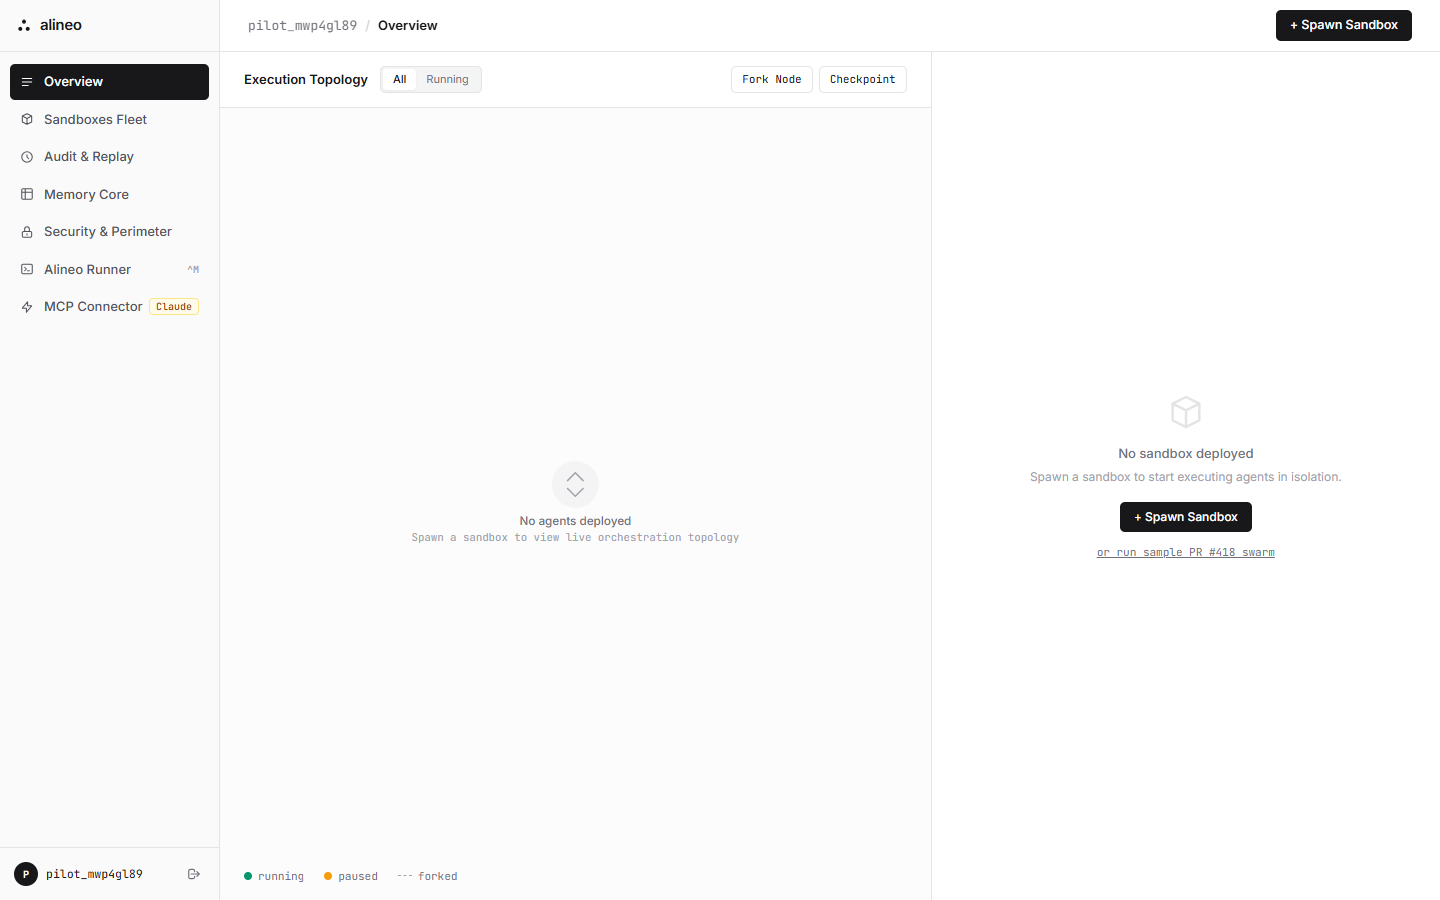 alineo
pilot_mwp4gl89 / Overview
+ Spawn Sandbox
Overview
Sandboxes Fleet
Audit & Replay
Memory Core
Security & Perimeter
Alineo Runner ^M
MCP Connector Claude
Execution Topology All Running Fork Node Checkpoint
No agents deployed
Spawn a sandbox to view live orchestration topology
No sandbox deployed
Spawn a sandbox to start executing agents in isolation.
+ Spawn Sandbox
or run sample PR #418 swarm
running paused --- forked
P pilot_mwp4gl89